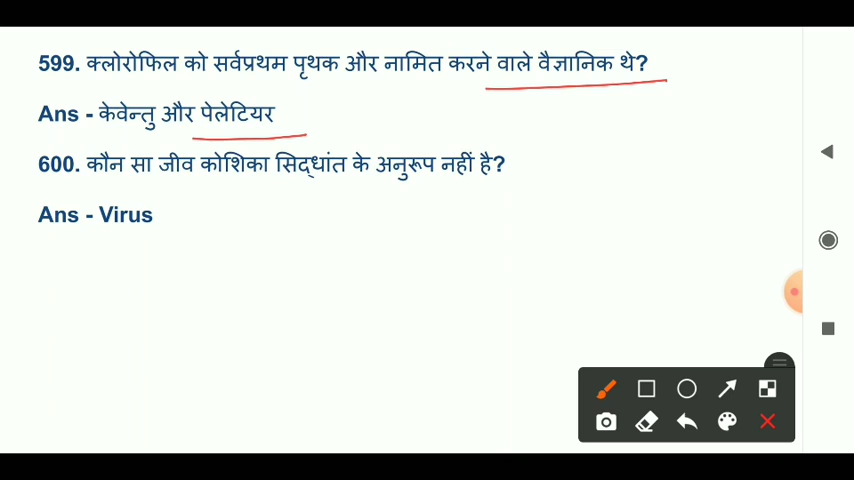 599. क्लोरोफिल को सर्वप्रथम पृथक और नामित करने वाले वैज्ञानिक थे?
Ans - केवेन्तु और पेलेटियर
600. कौन सा जीव कोशिका सिद्धांत के अनुरूप नहीं है?
Ans - Virus